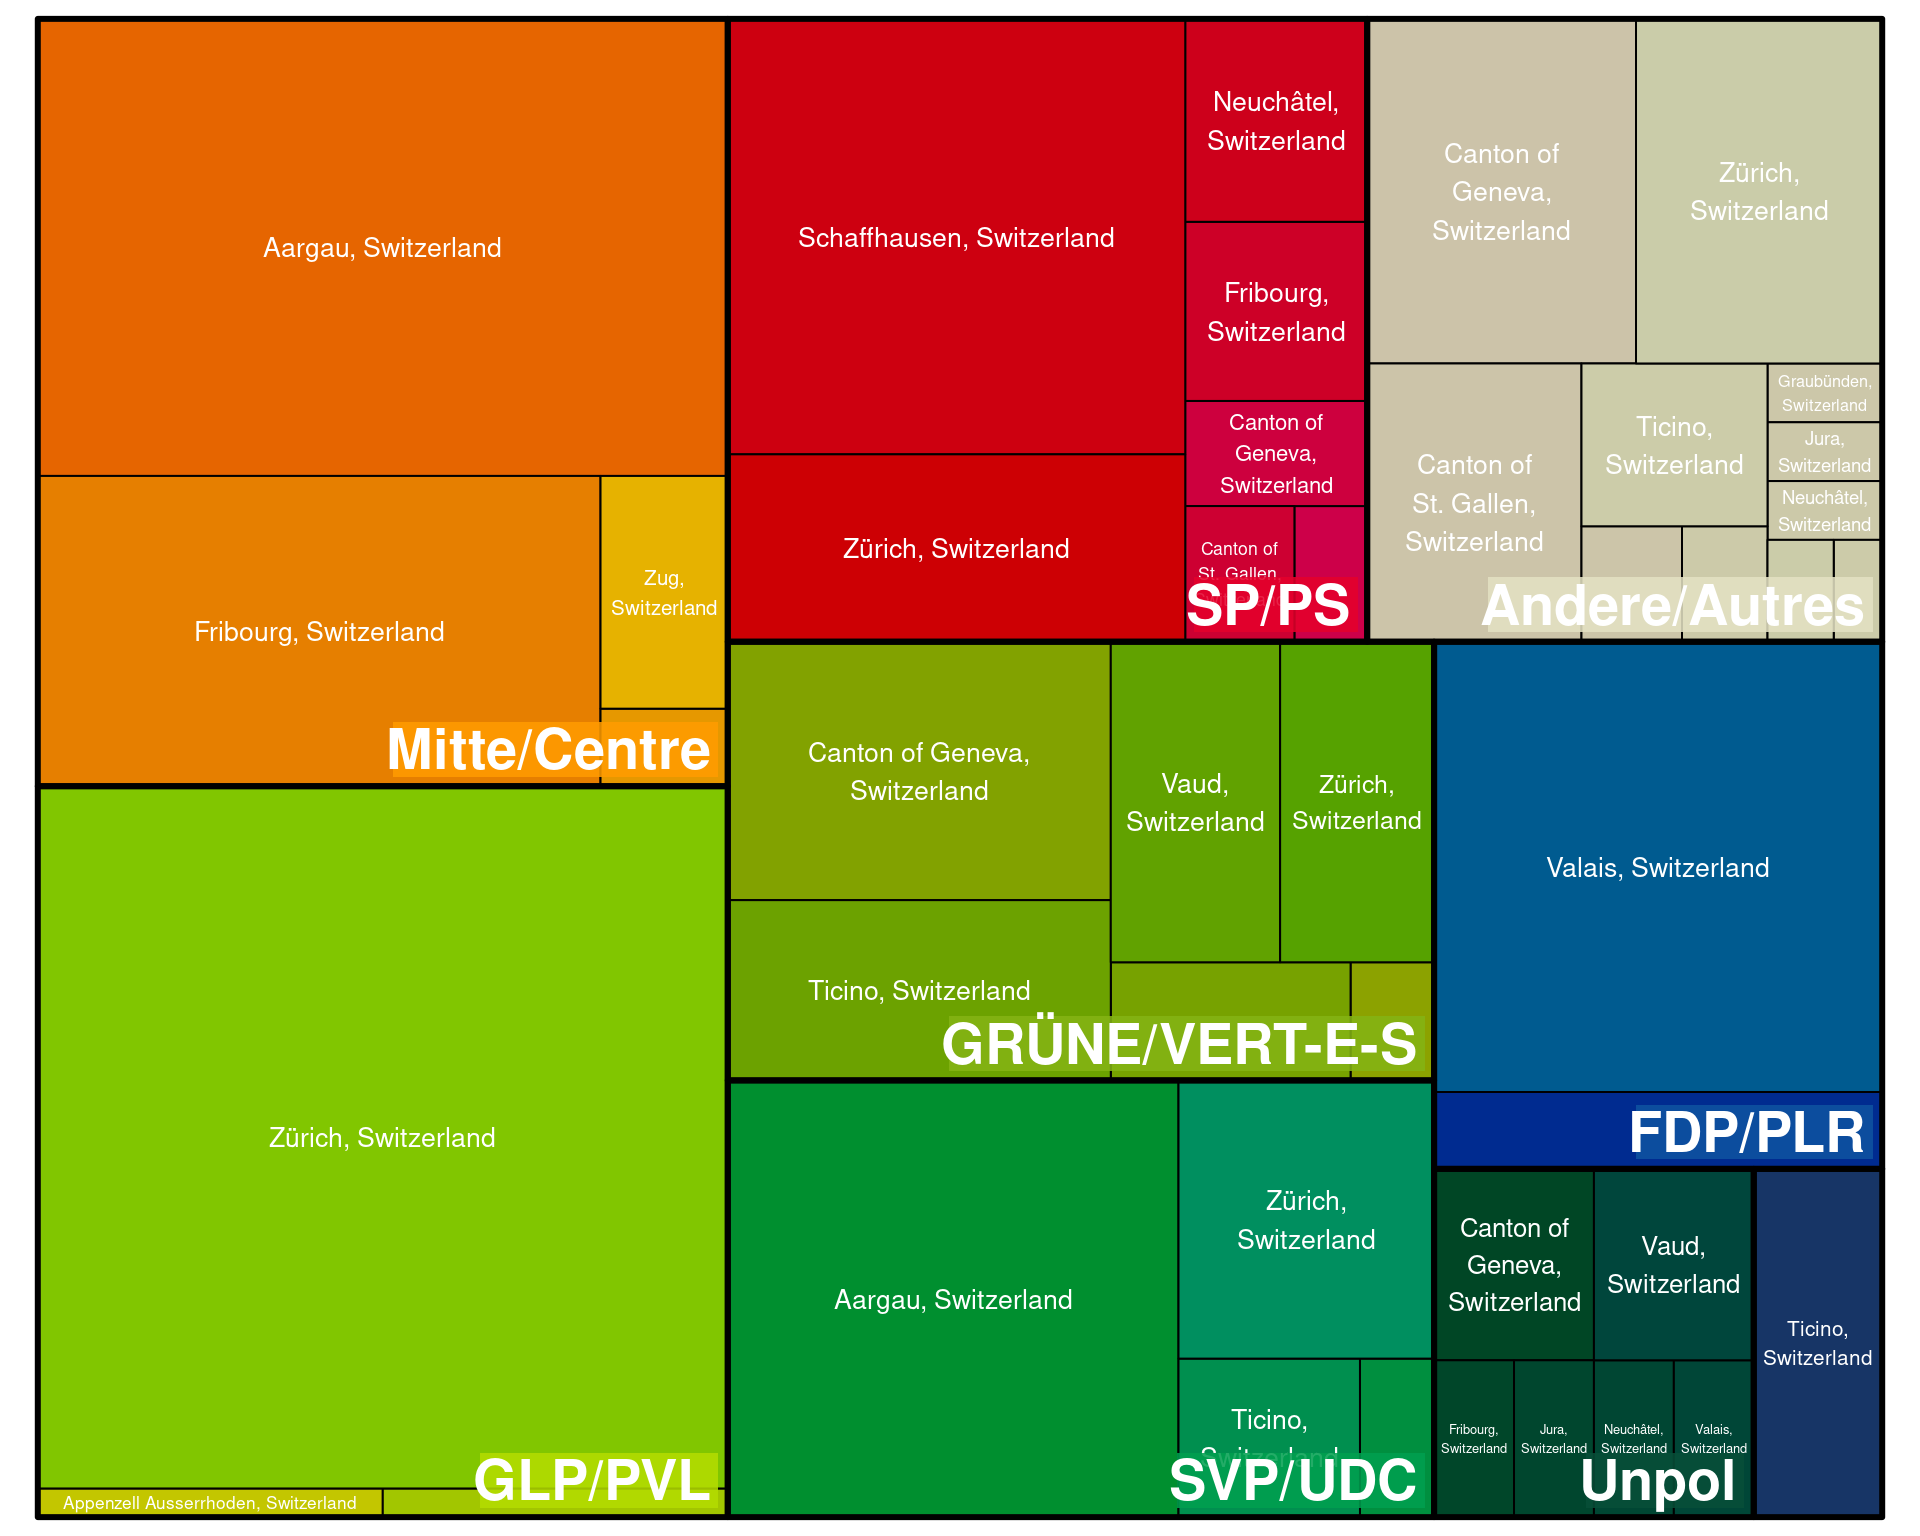 Aargau, Switzerland
Fribourg, Switzerland
Zug,
Switzerland
Mitte/Centre
Zürich, Switzerland
Appenzell Ausserrhoden, Switzerland
GLP/PVL
Schaffhausen, Switzerland
Zürich, Switzerland
Neuchâtel,
Switzerland
Fribourg,
Switzerland
Canton of
Geneva,
Switzerland
Canton of
St. Gallen,
SP/PS
Canton of
Geneva,
Switzerland
Zürich,
Switzerland
Canton of
St. Gallen,
Switzerland
Ticino,
Switzerland
Graubünden,
Switzerland
Jura,
Switzerland
Neuchâtel,
Switzerland
Andere/Autres
Canton of Geneva,
Switzerland
Ticino, Switzerland
Vaud,
Switzerland
Zürich,
Switzerland
GRÜNE/VERT-E-S
Valais, Switzerland
FDP/PLR
Aargau, Switzerland
Zürich,
Switzerland
Ticino,
Switzerland
SVP/UDC
Canton of
Geneva,
Switzerland
Vaud,
Switzerland
Fribourg,
Switzerland
Jura,
Switzerland
Neuchâtel,
Switzerland
Valais,
Switzerland
Unpol
Ticino,
Switzerland